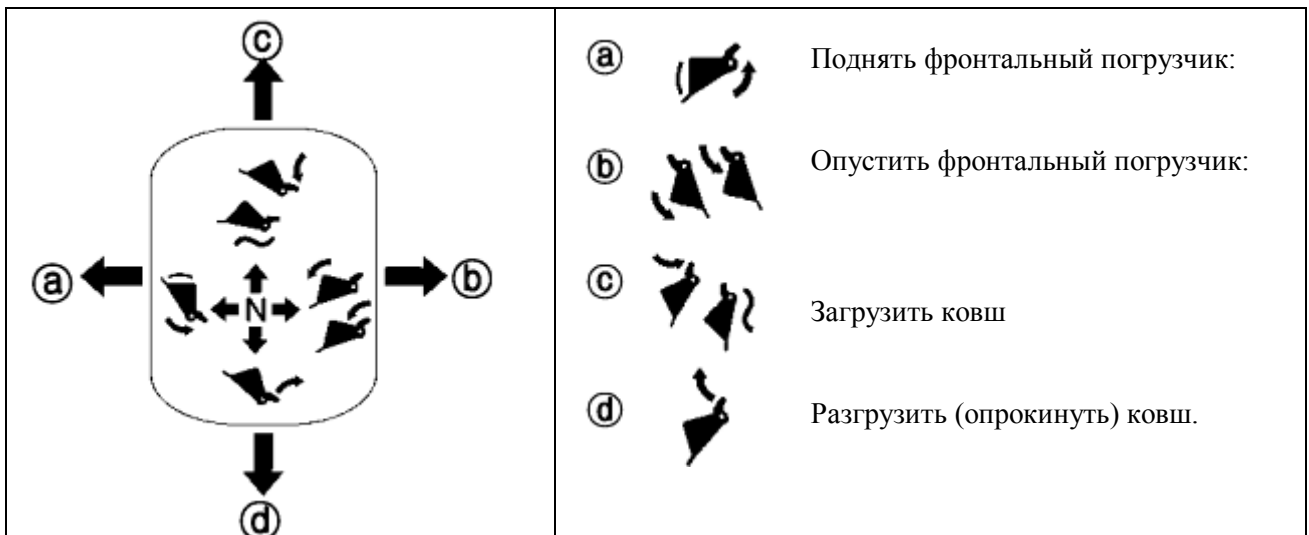 ⓒ
ⓐ N ⓑ
ⓓ
ⓐ Поднять фронтальный погрузчик:
ⓑ Опустить фронтальный погрузчик:
ⓒ Загрузить ковш
ⓓ Разгрузить (опрокинуть) ковш.